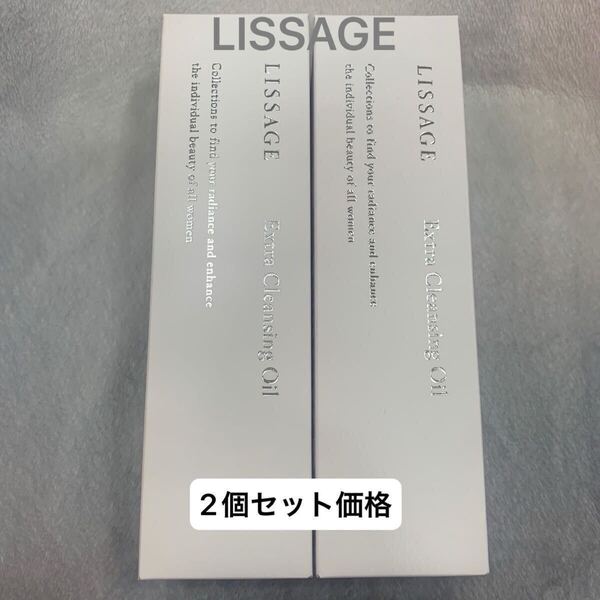 LISSAGE
LISSAGE
Extra Cleansing Oil
Collections to find your radiance and enhance
the individual beauty of all women
LISSAGE
Extra Cleansing Oil
Collections to find your radiance and enhance
the individual beauty of all women
2個セット価格